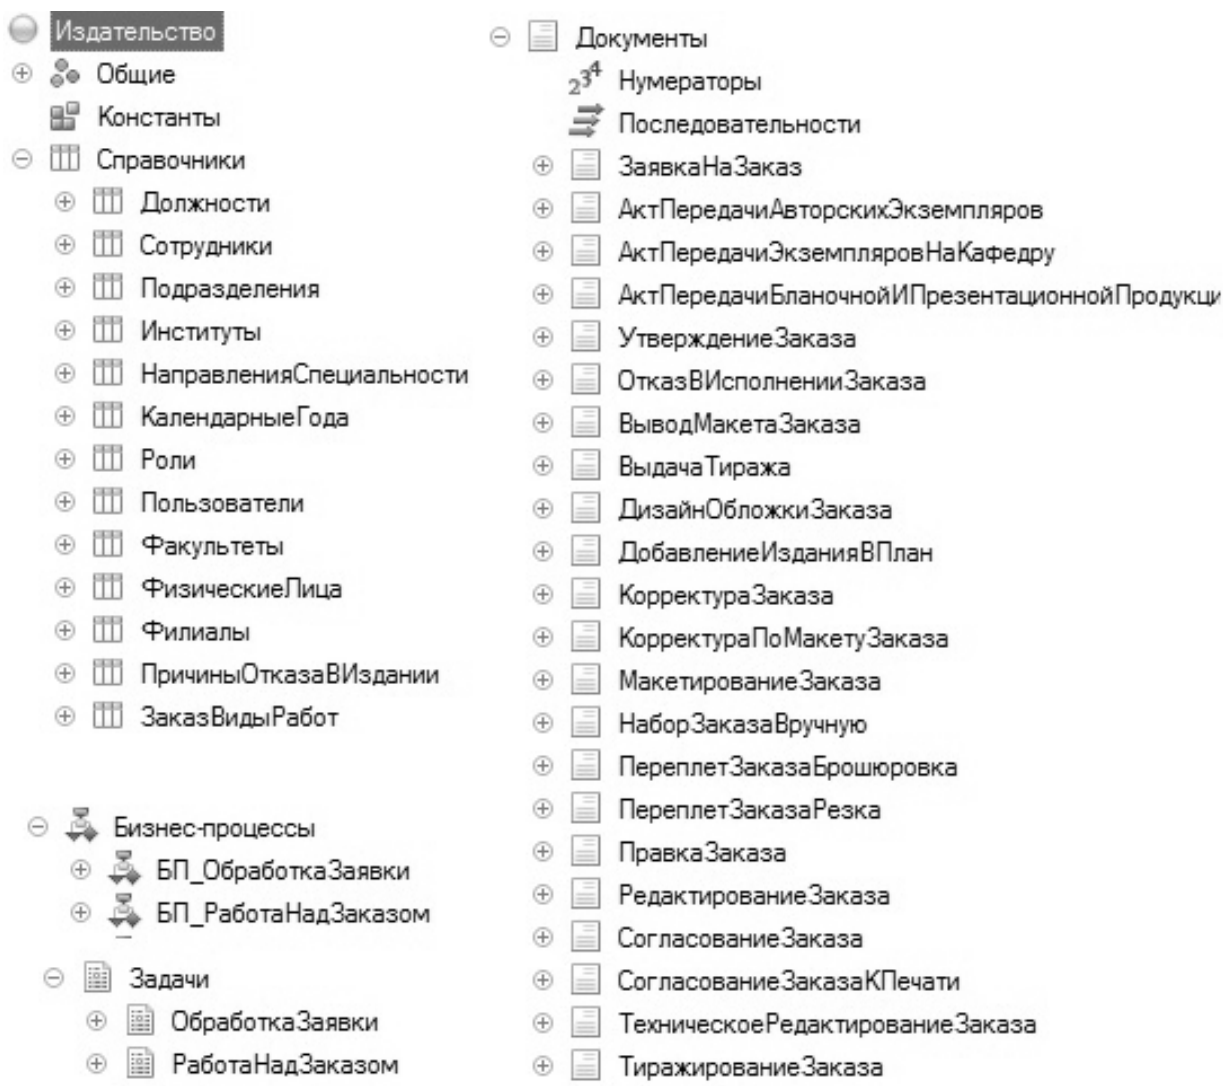 Издательство
Общие
Константы
Справочники
Должности
Сотрудники
Подразделения
Институты
НаправленияСпециальности
КалендарныеГода
Роли
Пользователи
Факультеты
ФизическиеЛица
Филиалы
ПричиныОтказаВИздании
ЗаказВидыРабот
Бизнес-процессы
БП_ОбработкаЗаявки
БП_РаботаНадЗаказом
Задачи
ОбработкаЗаявки
РаботаНадЗаказом
Документы
Нумераторы
Последовательности
ЗаявкаНаЗаказ
АктПередачиАвторскихЭкземпляров
АктПередачиЭкземпляровНаКафедру
АктПередачиБланочнойИПрезентационнойПродукци
УтверждениеЗаказа
ОтказВИсполненииЗаказа
ВыводМакетаЗаказа
ВыдачаТиража
ДизайнОбложкиЗаказа
ДобавлениеИзданияВПлан
КорректураЗаказа
КорректураПоМакетуЗаказа
МакетированиеЗаказа
НаборЗаказаВручную
ПереплетЗаказаБрошюровка
ПереплетЗаказаРезка
ПравкаЗаказа
РедактированиеЗаказа
СогласованиеЗаказа
СогласованиеЗаказаКПечати
ТехническоеРедактированиеЗаказа
ТиражированиеЗаказа